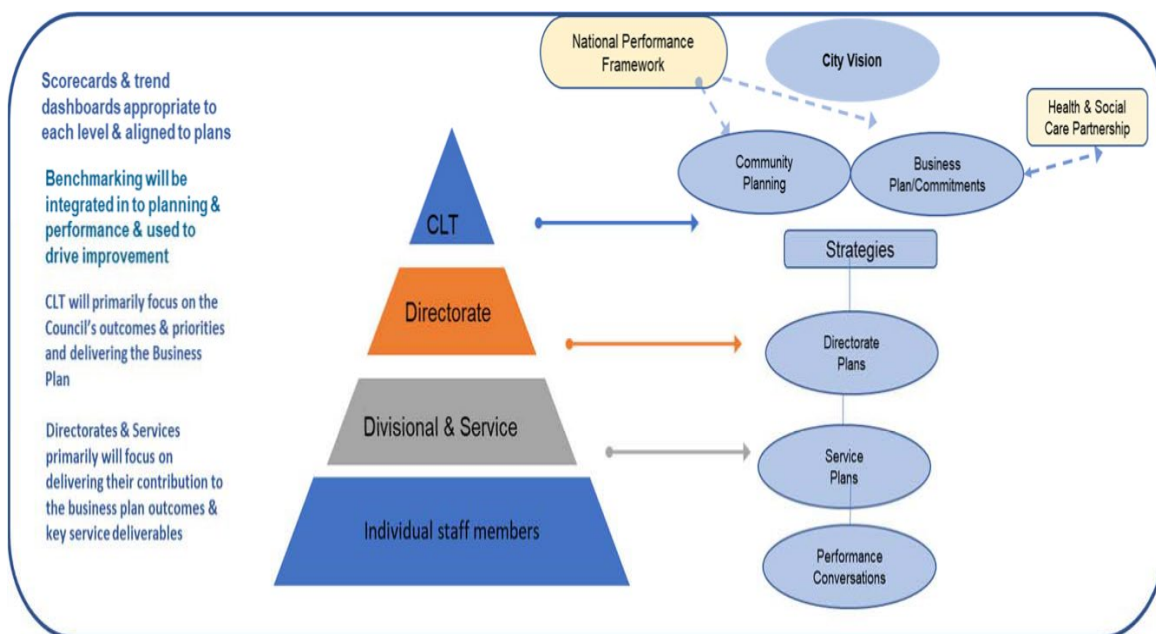 Scorecards & trend
dashboards appropriate to
each level & aligned to plans
Benchmarking will be
integrated in to planning &
performance & used to
drive improvement
CLT will primarily focus on the
Council's outcomes & priorities
and delivering the Business
Plan
Directorates & Services
primarily will focus on
delivering their contribution to
the business plan outcomes &
key service deliverables
CLT
Directorate
Divisional & Service
Individual staff members
National Performance
Framework
City Vision
Health & Social
Care Partnership
Community
Planning
Business
Plan/Commitments
Strategies
Directorate
Plans
Service
Plans
Performance
Conversations